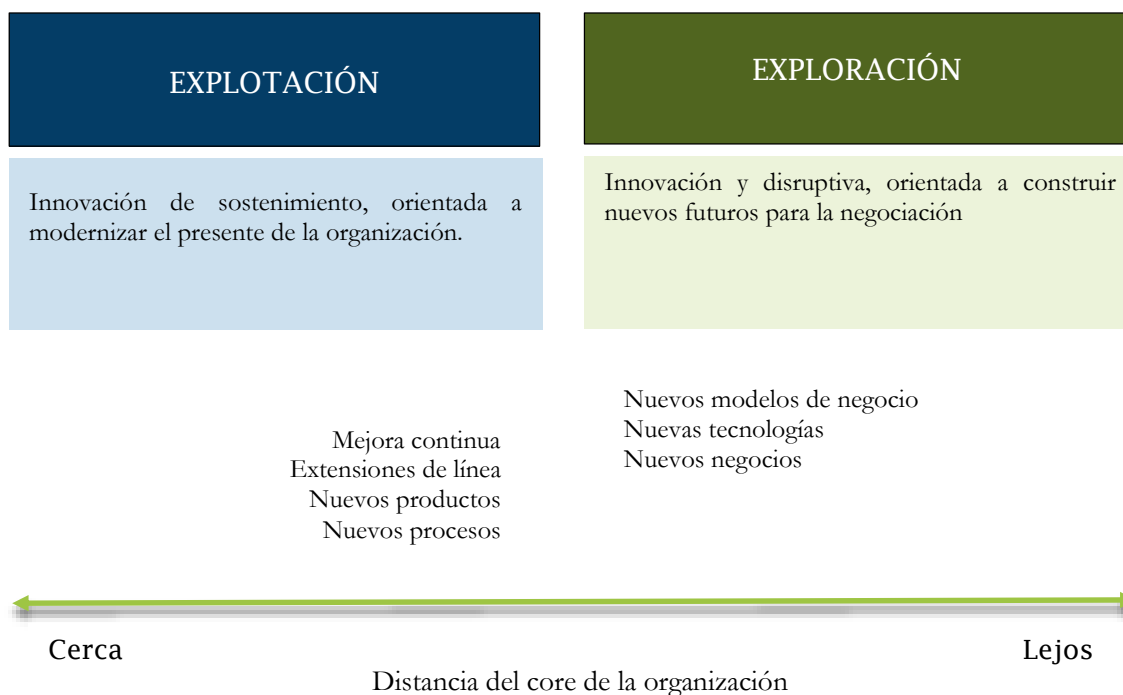 EXPLOTACIÓN
Innovación de sostenimiento, orientada a
modernizar el presente de la organización.
EXPLORACIÓN
Innovación y disruptiva, orientada a construir
nuevos futuros para la negociación
Mejora continua
Extensiones de línea
Nuevos productos
Nuevos procesos
Nuevos modelos de negocio
Nuevas tecnologías
Nuevos negocios
Cerca
Lejos
Distancia del core de la organización